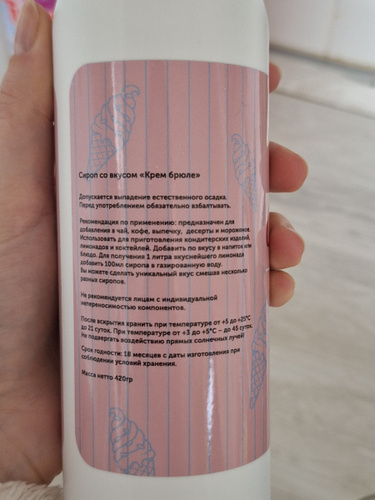 Сироп со вкусом «Крем брюле»
Допускается выпадение естественного осадка.
Перед употреблением обязательно взбалтывать.
Рекомендация по применению: предназначен для
добавления в чай, кофе, выпечку, десерты и мороженое.
Использовать для приготовления кондитерских изделий,
лимонадов и коктейлей. Добавить по вкусу в напиток или
блюдо. Для получения 1 литра вкуснейшего лимонада
добавить 100мл сиропа в газированную воду.
Вы можете сделать уникальный вкус смешав несколько
разных сиропов.
Не рекомендуется лицам с индивидуальной
непереносимостью компонентов.
После вскрытия хранить при температуре от +5 до +25°С
до 21 суток. При температуре от +3 до +5°С – до 45 суток.
Не подвергать воздействию прямых солнечных лучей!
Срок годности: 18 месяцев с даты изготовления при
соблюдении условий хранения.
Масса нетто 420гр